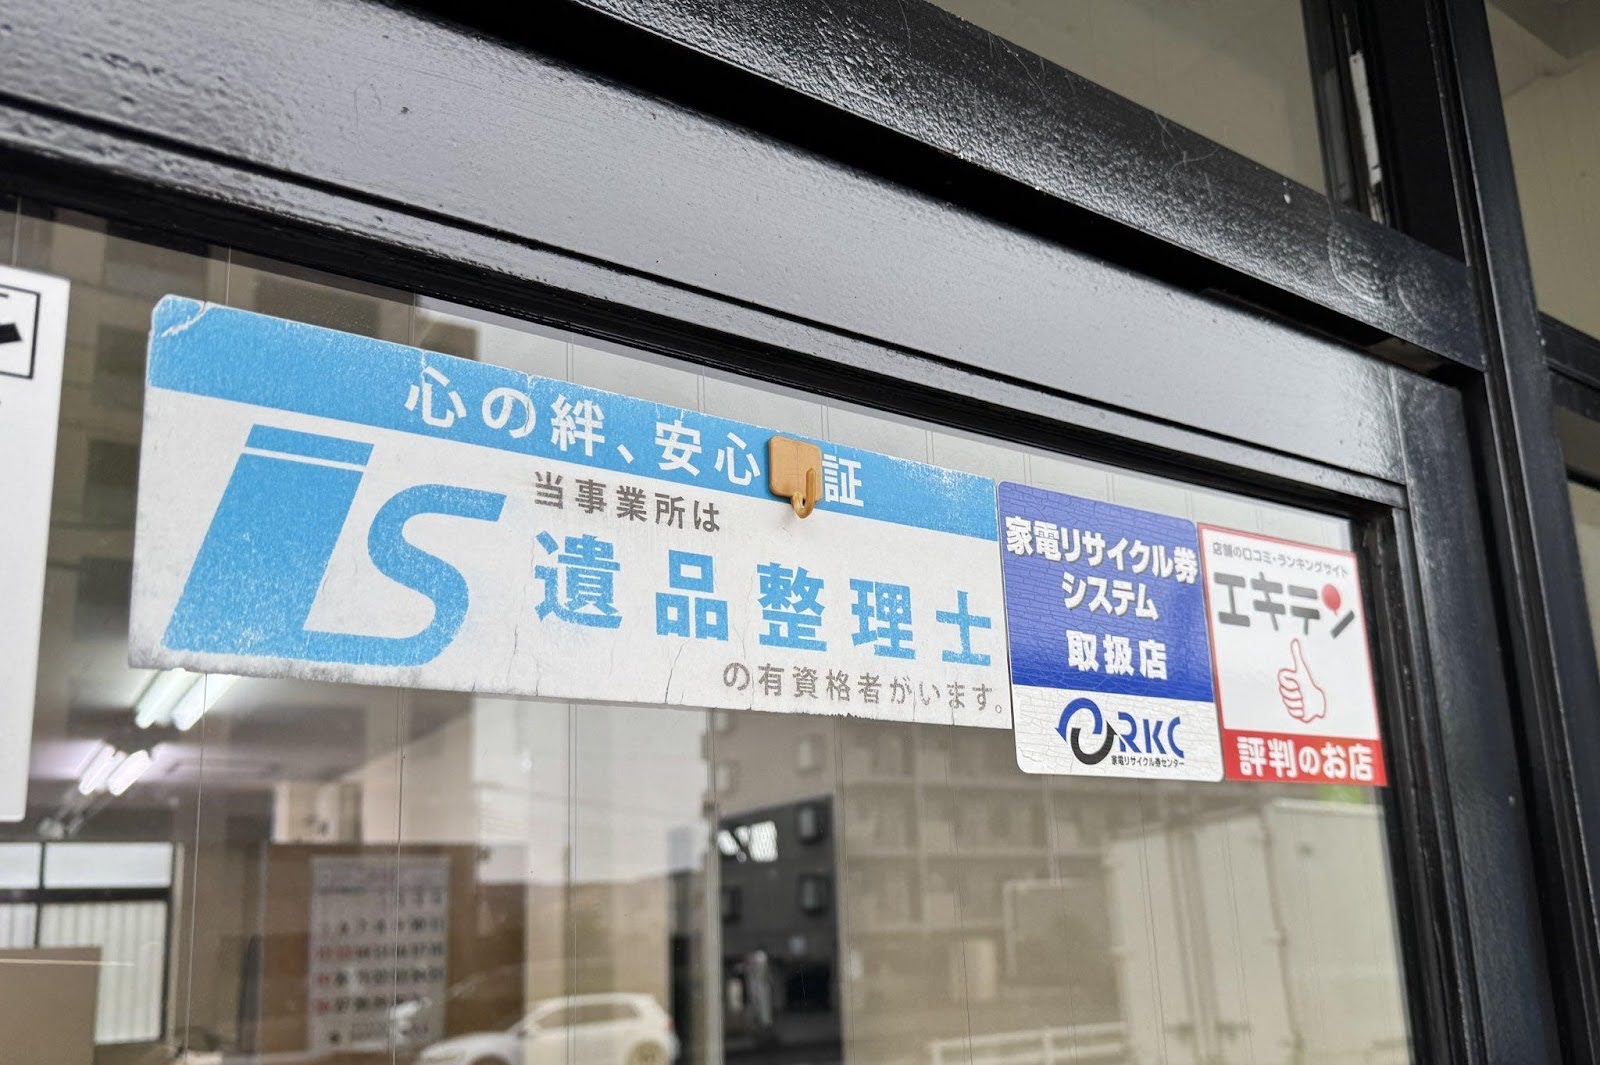 心の絆、安心 証
is
当事業所は
遺品整理士
の有資格者がいます。
家電リサイクル券
システム
取扱店
RKC
家電リサイクル券センター
店舗の口コミ・ランキングサイト
エキテン
評判のお店